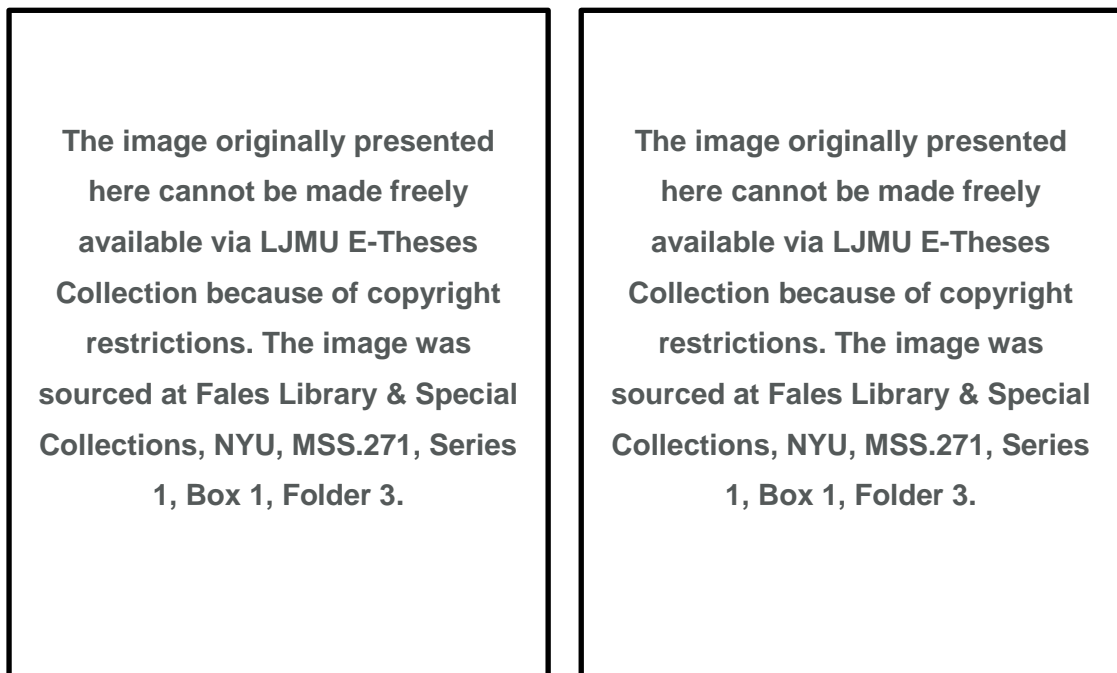 The image originally presented
here cannot be made freely
available via LJMU E-Theses
Collection because of copyright
restrictions. The image was
sourced at Fales Library & Special
Collections, NYU, MSS.271, Series
1, Box 1, Folder 3.
The image originally presented
here cannot be made freely
available via LJMU E-Theses
Collection because of copyright
restrictions. The image was
sourced at Fales Library & Special
Collections, NYU, MSS.271, Series
1, Box 1, Folder 3.